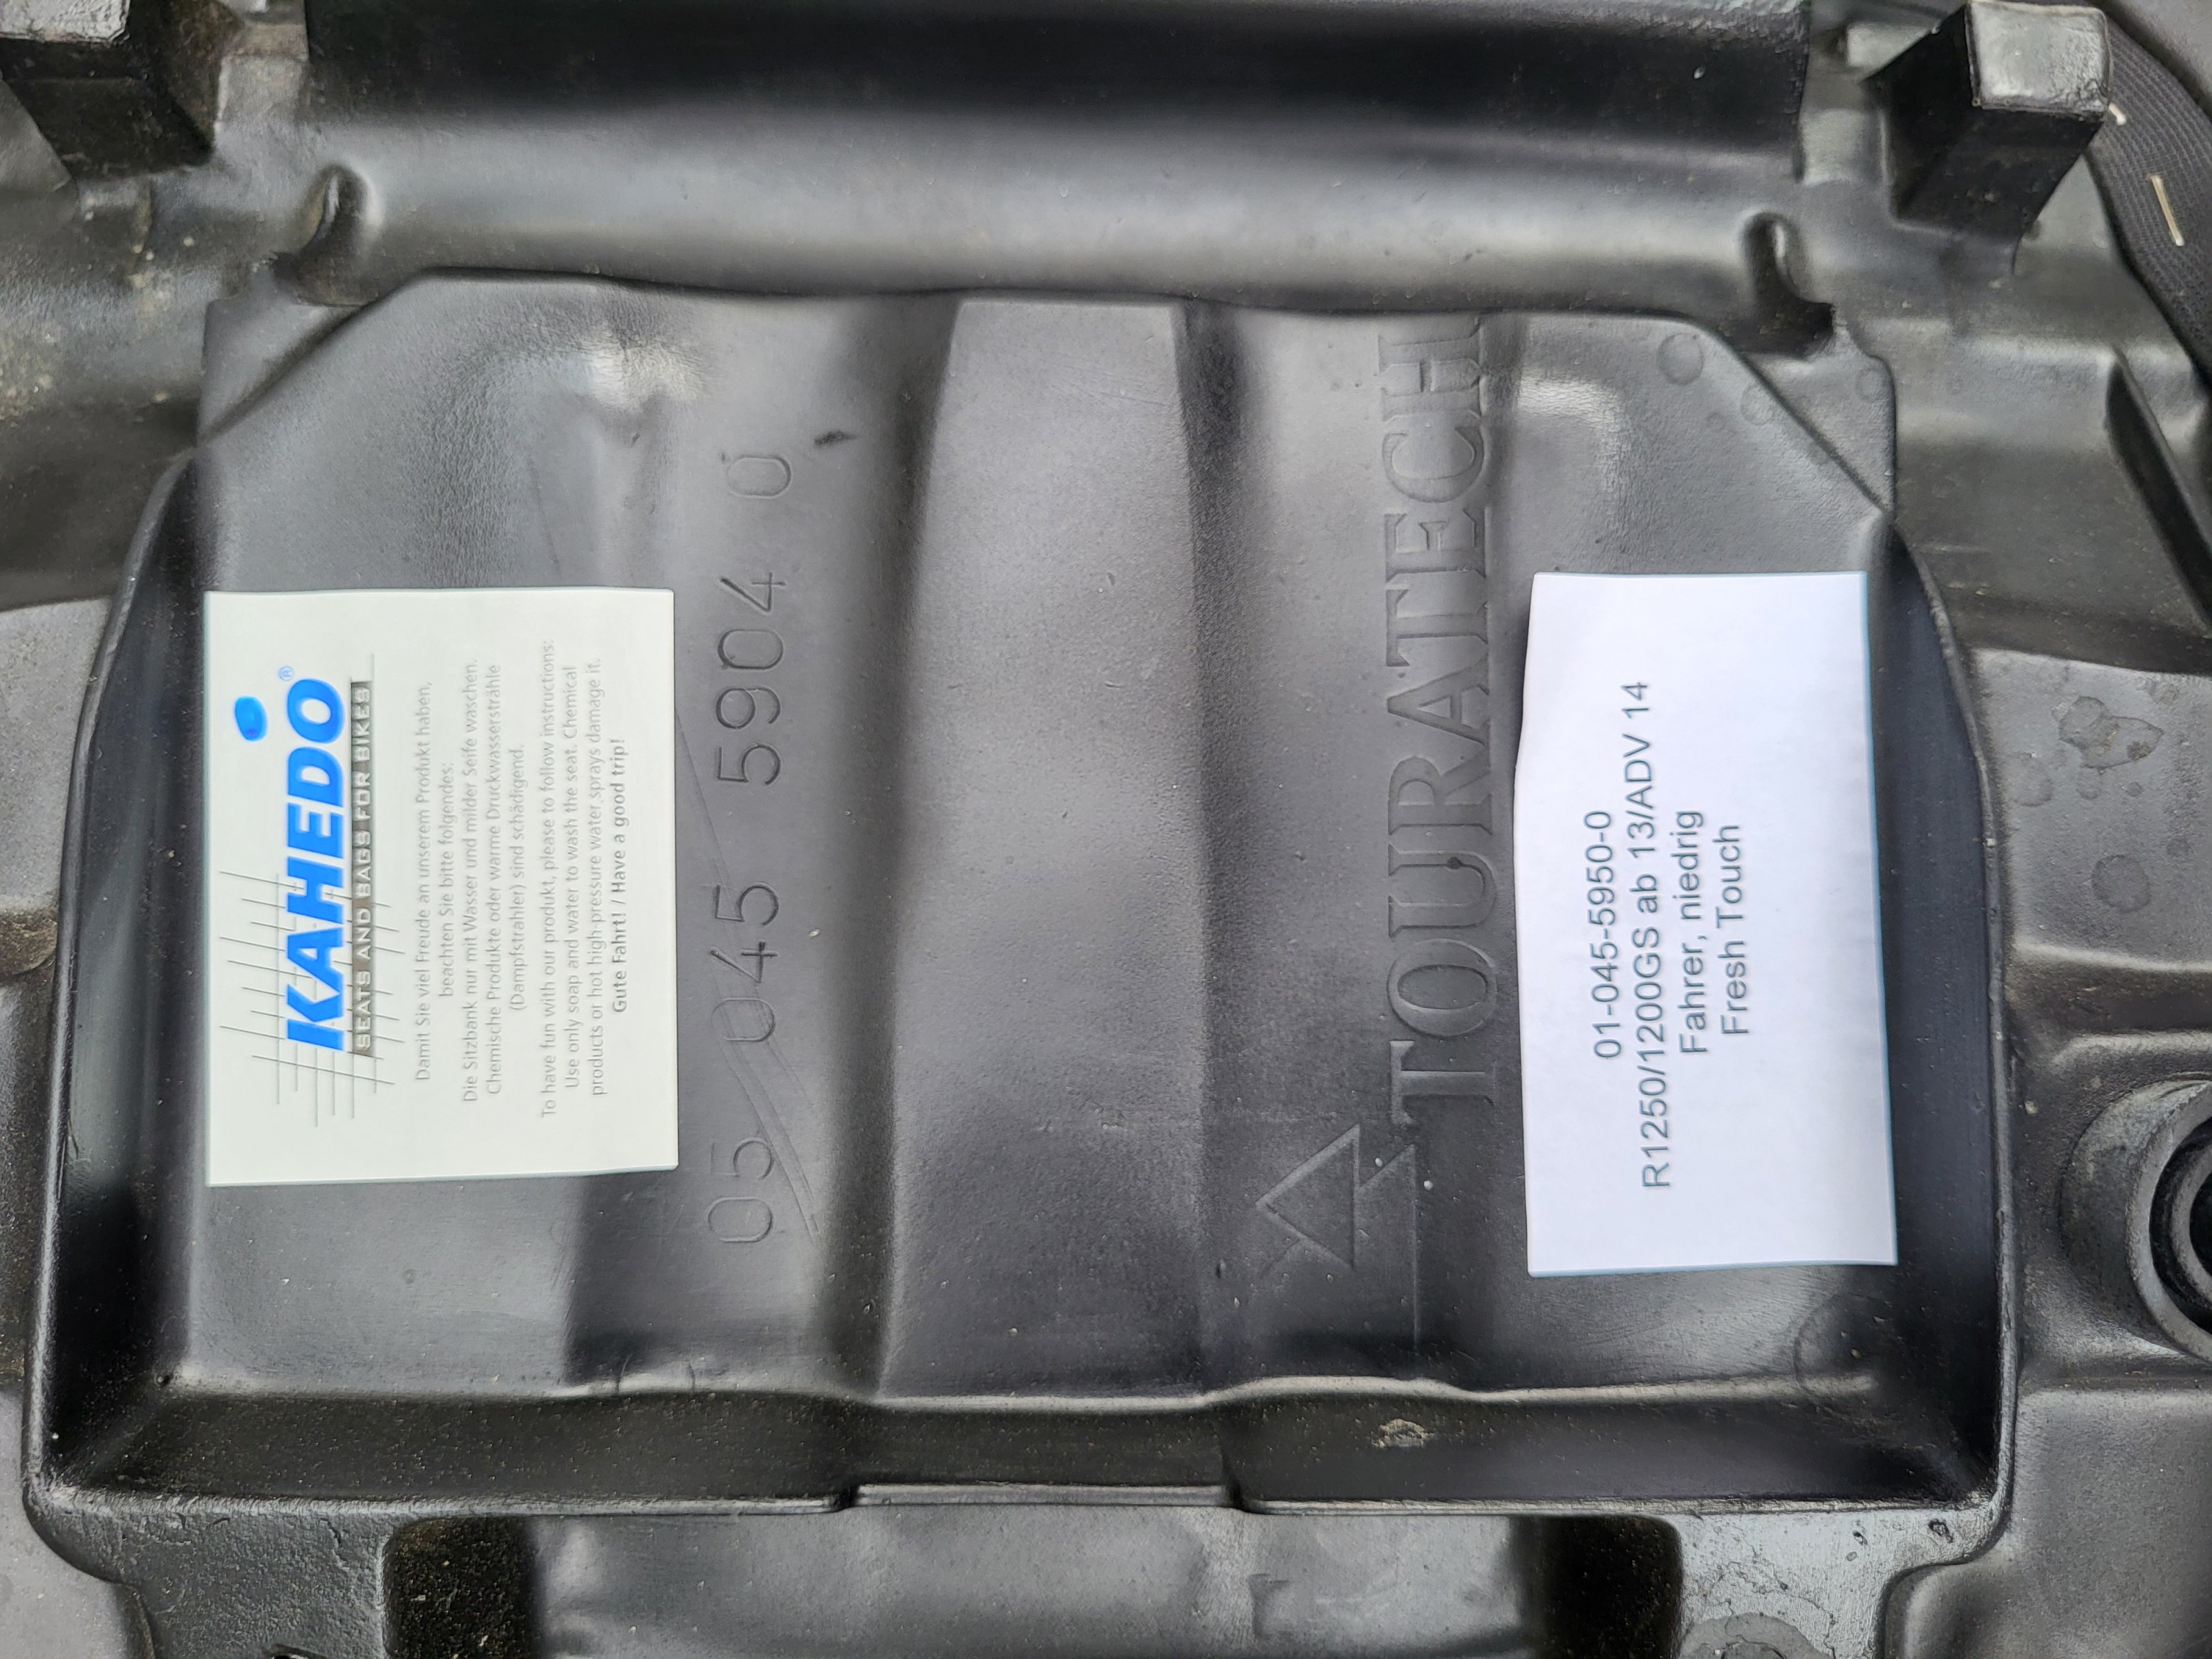 KAHEDO®
SEATS AND BAGS FOR BIKES
Damit Sie viel Freude an unserem Produkt haben,
beachten Sie bitte folgendes:
Die Sitzbank nur mit Wasser und milder Seife waschen.
Chemische Produkte oder warme Druckwassersträhle
(Dampfstrahler) sind schädigend.
To have fun with our produkt, please to follow instructions:
Use only soap and water to wash the seat. Chemical
products or hot high-pressure water sprays damage it.
Gute Fahrt! / Have a good trip!
05 045 5904 0
TOURATECH
01-045-5950-0
R1250/1200GS ab 13/ADV 14
Fahrer, niedrig
Fresh Touch